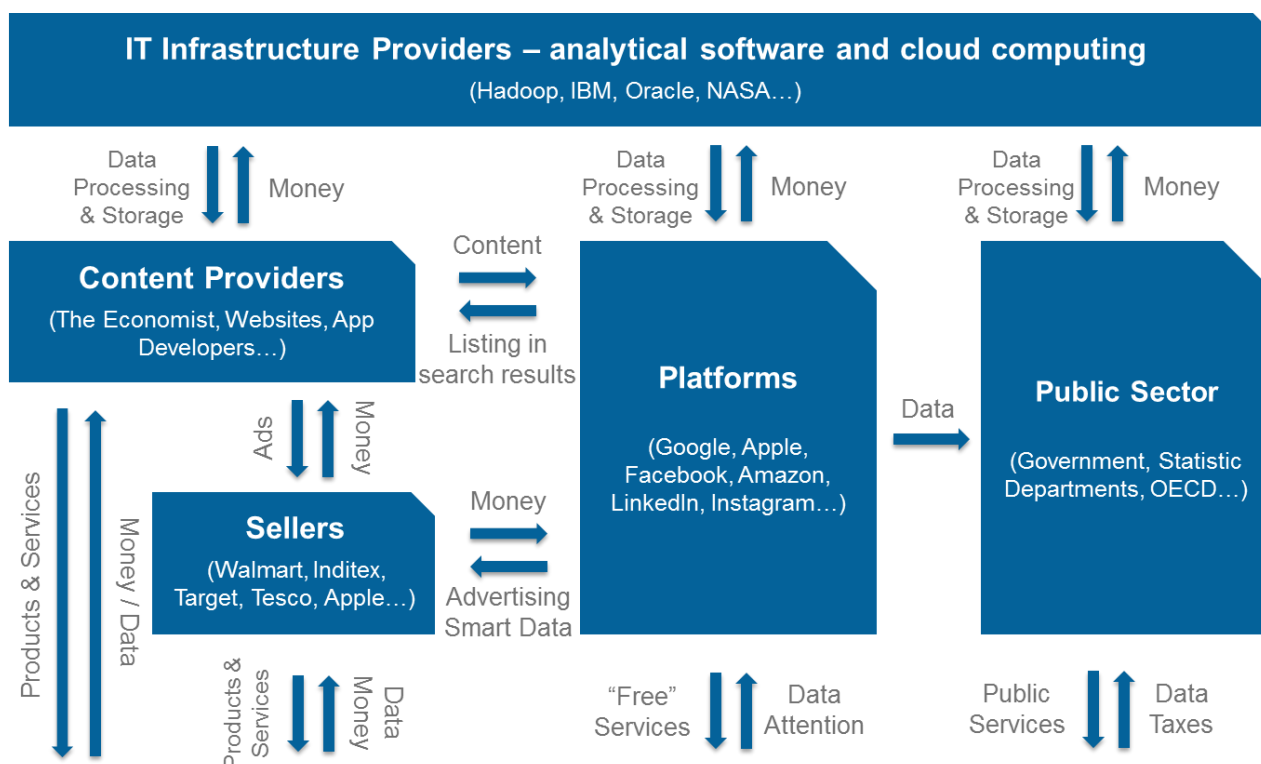 IT Infrastructure Providers – analytical software and cloud computing
(Hadoop, IBM, Oracle, NASA…)
Data
Processing
& Storage
Money
Data
Processing
& Storage
Money
Data
Processing
& Storage
Money
Content Providers
(The Economist, Websites, App
Developers…)
Content
Listing in
search results
Platforms
(Google, Apple,
Facebook, Amazon,
LinkedIn, Instagram…)
Data
Public Sector
(Government, Statistic
Departments, OECD…)
Products & Services
Money / Data
Ads
Money
Sellers
(Walmart, Inditex,
Target, Tesco, Apple…)
Money
Advertising
Smart Data
Products &
Services
Data
Money
“Free”
Services
Data
Attention
Public
Services
Data
Taxes